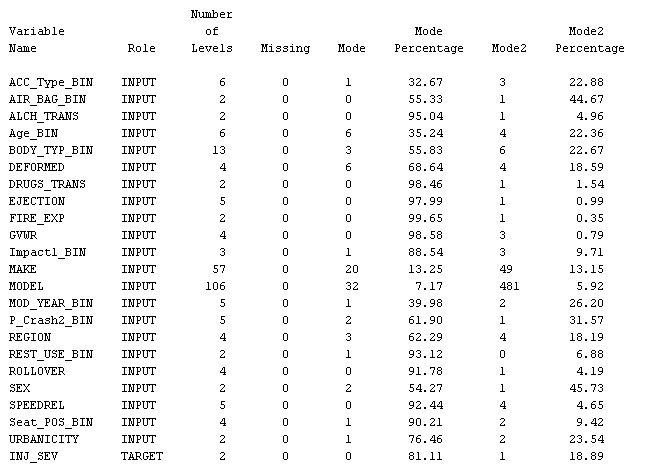 Number
Variable of Mode Mode2
Name Role Levels Missing Mode Percentage Mode2 Percentage
ACC_Type_BIN INPUT 6 0 1 32.67 3 22.88
AIR_BAG_BIN INPUT 2 0 0 55.33 1 44.67
ALCH_TRANS INPUT 2 0 0 95.04 1 4.96
Age_BIN INPUT 6 0 6 35.24 4 22.36
BODY_TYP_BIN INPUT 13 0 3 55.83 6 22.67
DEFORMED INPUT 4 0 6 68.64 4 18.59
DRUGS_TRANS INPUT 2 0 0 98.46 1 1.54
EJECTION INPUT 5 0 0 97.99 1 0.99
FIRE_EXP INPUT 2 0 0 99.65 1 0.35
GVWR INPUT 4 0 0 98.58 3 0.79
Impact1_BIN INPUT 3 0 1 88.54 3 9.71
MAKE INPUT 57 0 20 13.25 49 13.15
MODEL INPUT 106 0 32 7.17 481 5.92
MOD_YEAR_BIN INPUT 5 0 1 39.98 2 26.20
P_Crash2_BIN INPUT 5 0 2 61.90 1 31.57
REGION INPUT 4 0 3 62.29 4 18.19
REST_USE_BIN INPUT 2 0 1 93.12 0 6.88
ROLLOVER INPUT 4 0 0 91.78 1 4.19
SEX INPUT 2 0 2 54.27 1 45.73
SPEEDREL INPUT 5 0 0 92.44 4 4.65
Seat_POS_BIN INPUT 4 0 1 90.21 2 9.42
URBANICITY INPUT 2 0 1 76.46 2 23.54
INJ_SEV TARGET 2 0 0 81.11 1 18.89